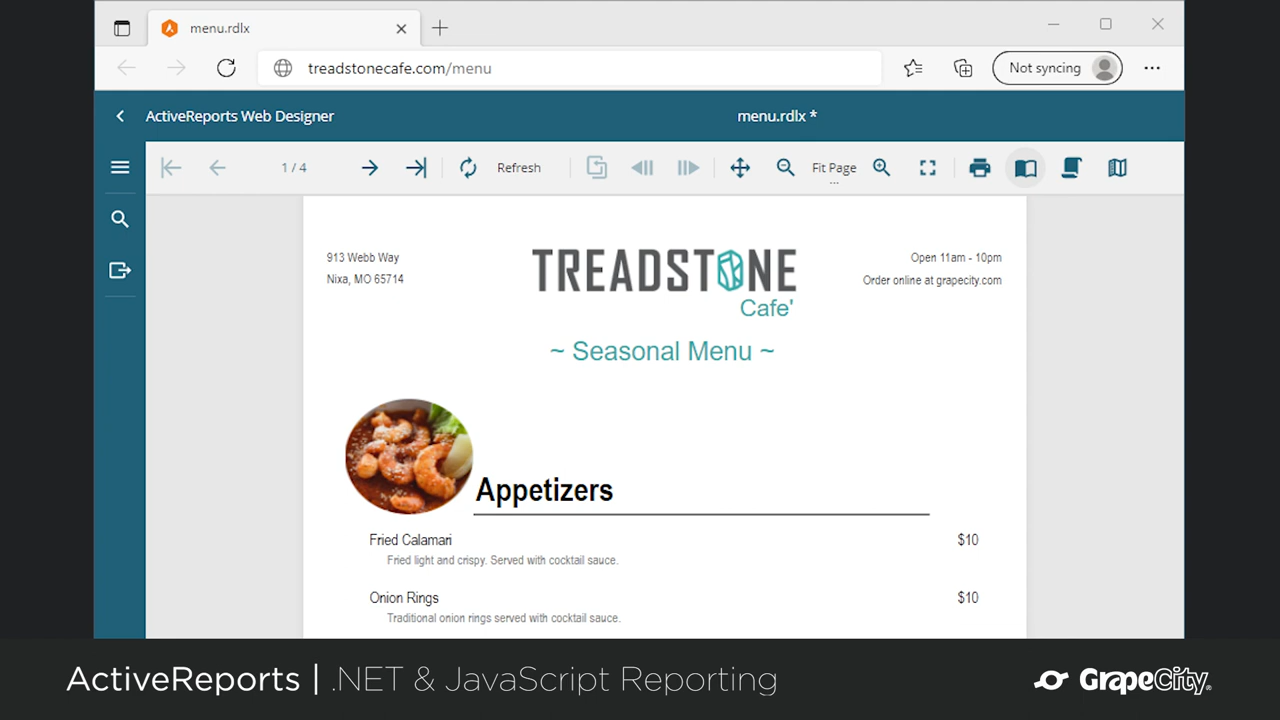 menu.rdlx
treadstonecafe.com/menu
Not syncing
ActiveReports Web Designer
menu.rdlx *
1 / 4
Refresh
Fit Page
...
913 Webb Way
Nixa, MO 65714
TREADSTONE
Cafe'
Open 11am - 10pm
Order online at grapecity.com
~ Seasonal Menu ~
Appetizers
Fried Calamari $10
Fried light and crispy. Served with cocktail sauce.
Onion Rings $10
Traditional onion rings served with cocktail sauce.
ActiveReports | .NET & JavaScript Reporting
GrapeCity®